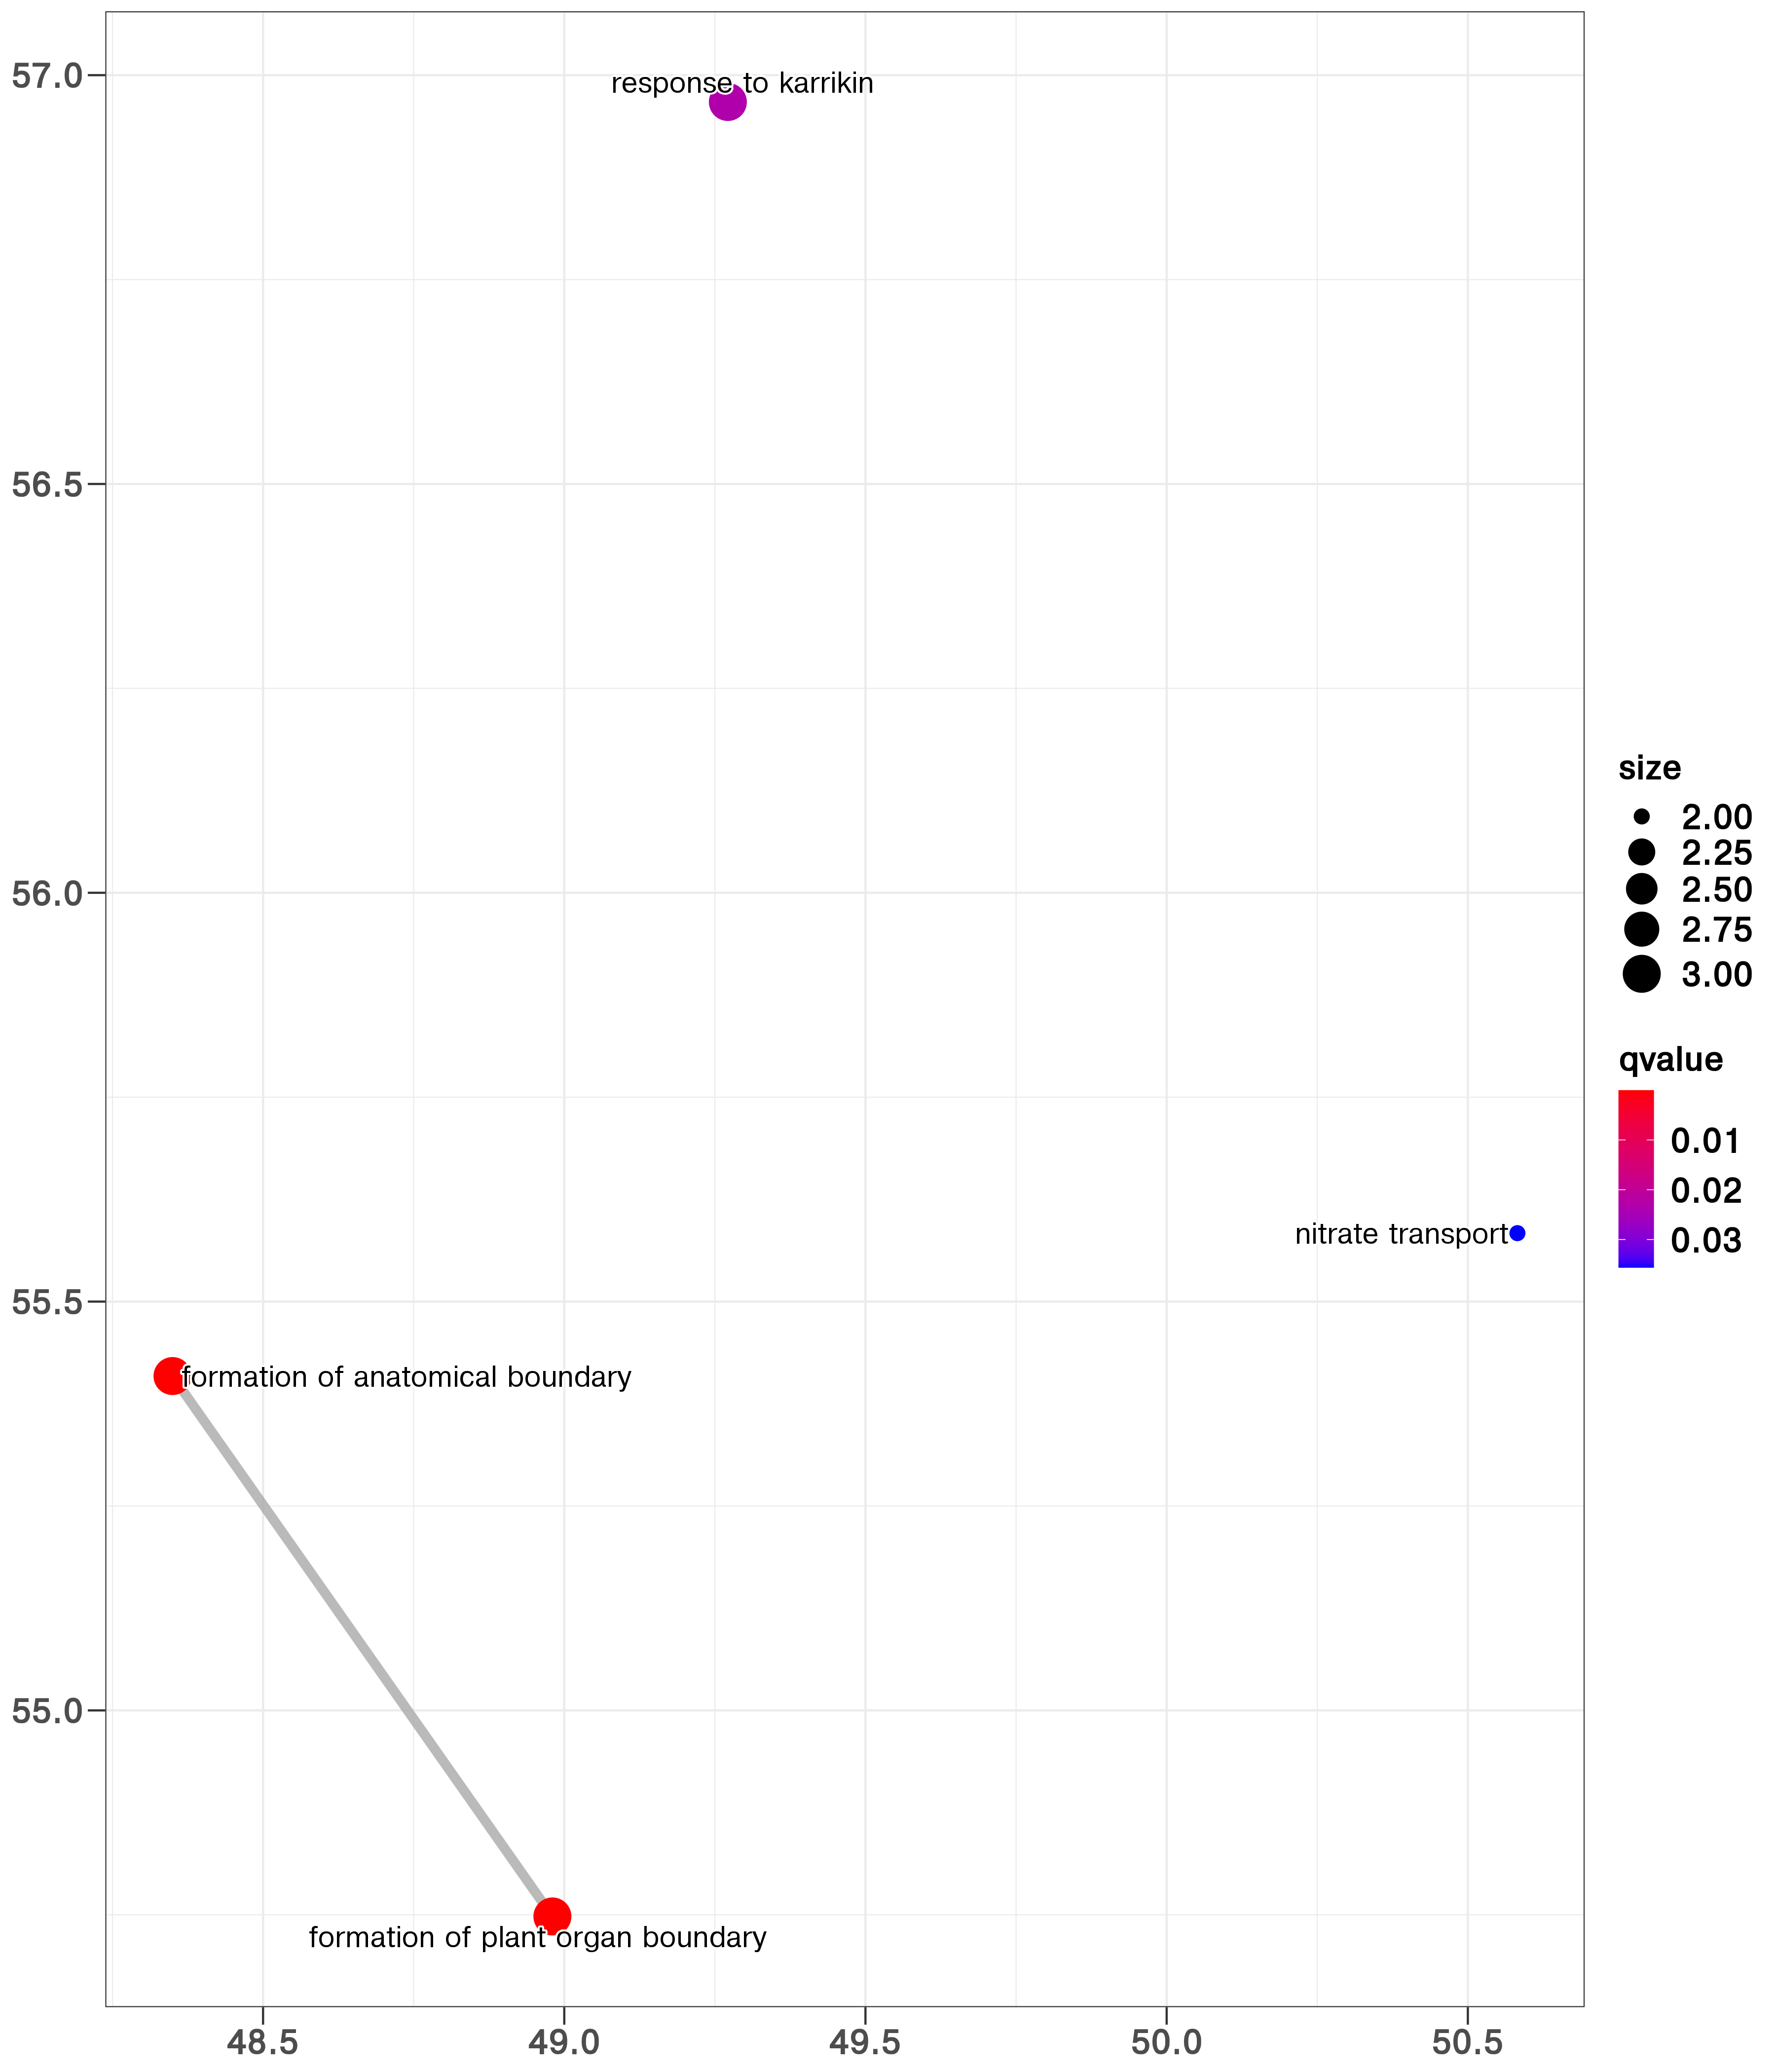 57.0
response to karrikin
56.5
56.0
55.5
55.0
nitrate transport
formation of anatomical boundary
formation of plant organ boundary
48.5 49.0 49.5 50.0 50.5
size
2.00
2.25
2.50
2.75
3.00
qvalue
0.01
0.02
0.03